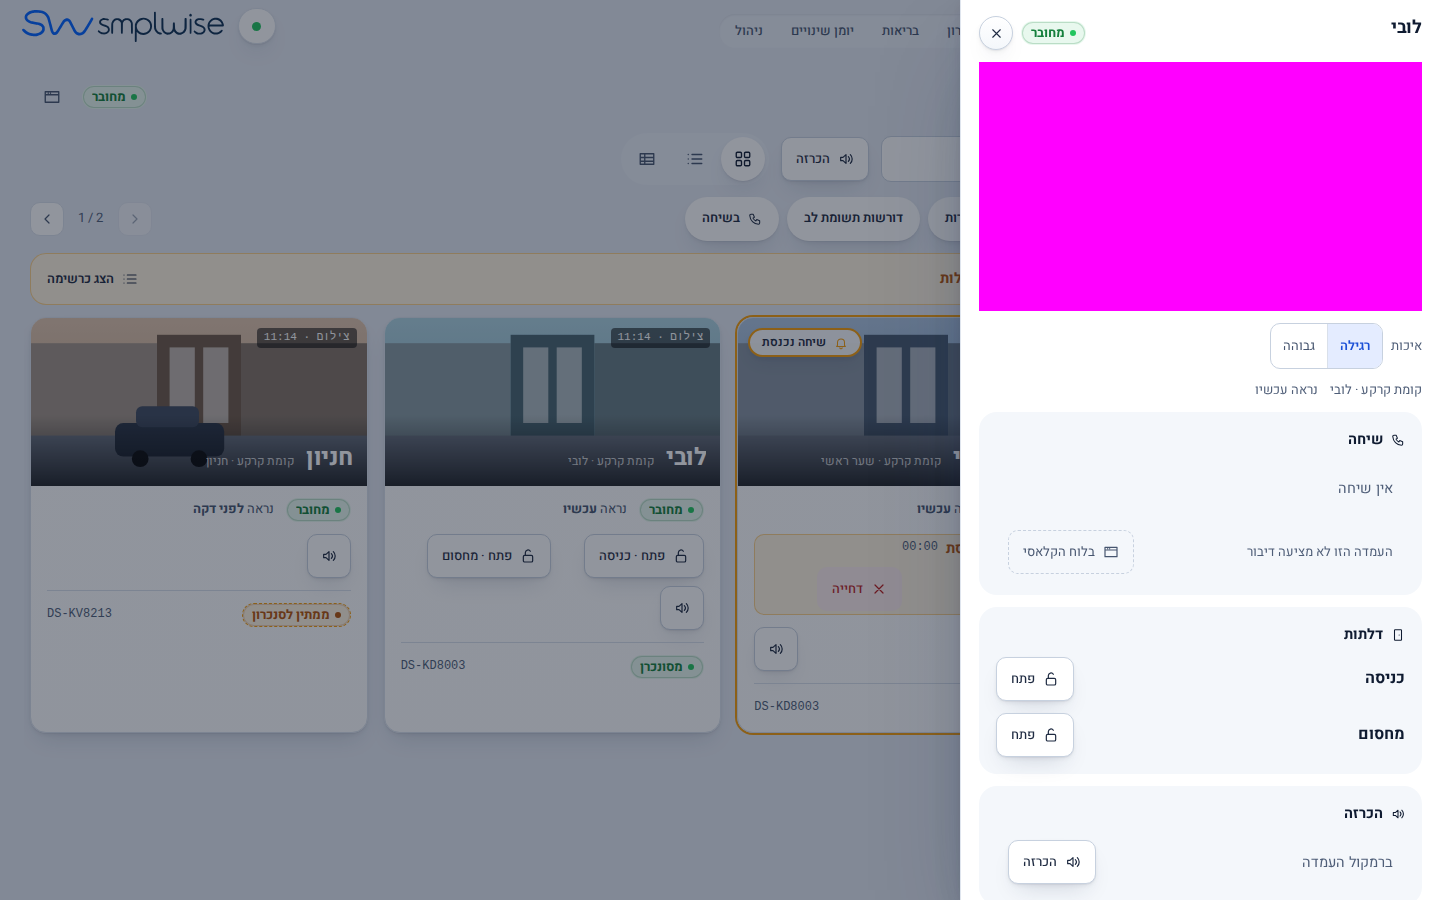 לובי
מחובר
איכות
רגילה
גבוהה
קומת קרקע · לובי
נראה עכשיו
שיחה
אין שיחה
העמדה הזו לא מציעה דיבור
בלוח הקלאסי
דלתות
כניסה
פתח
מחסום
פתח
הכרזה
ברמקול העמדה
הכרזה
smplwise
בריאות
יומן שינויים
ניהול
מחובר
הכרזה
דורשות תשומת לב
בשיחה
1 / 2
הצג כרשימה
שיחה נכנסת
קומת קרקע · שער ראשי
עכשיו
00:00
דחייה
DS-KD8003
צילום · 11:14
לובי
קומת קרקע · לובי
מחובר
נראה עכשיו
פתח · כניסה
פתח · מחסום
מסונכרן
DS-KD8003
צילום · 11:14
חניון
קומת קרקע · חניון
מחובר
נראה לפני דקה
ממתין לסנכרון
DS-KV8213